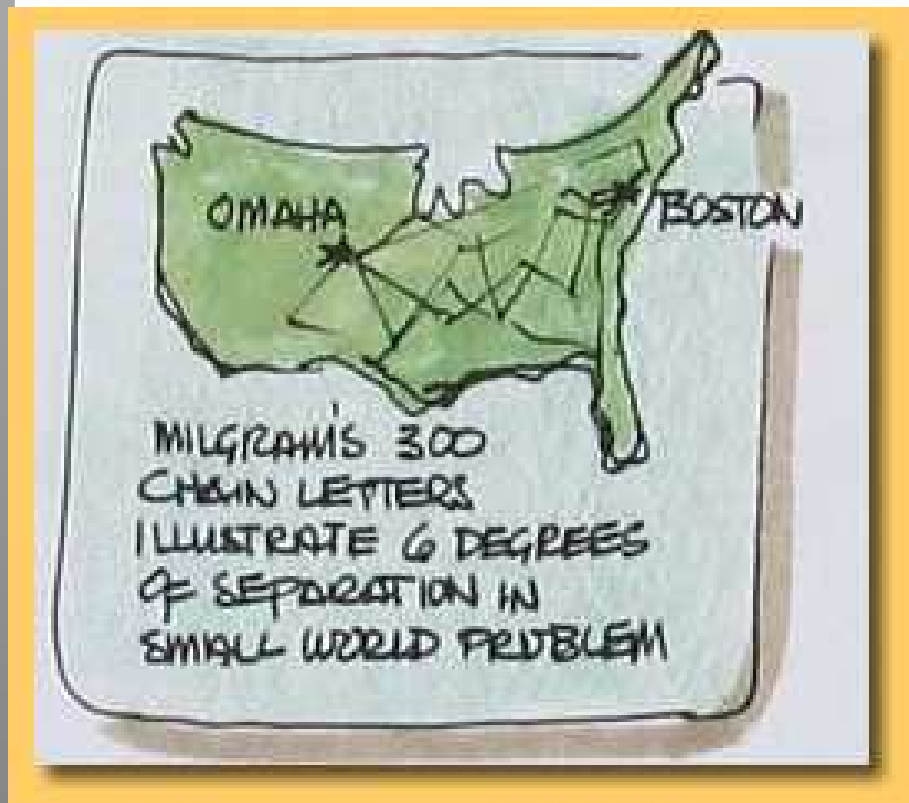 OMAHA
BOSTON
MILGRAM'S 300
CHAIN LETTERS
ILLUSTRATE 6 DEGREES
OF SEPARATION IN
SMALL WORLD PROBLEM